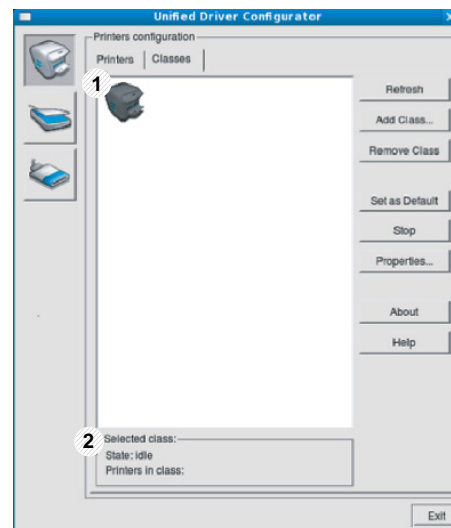 Unified Driver Configurator
Printers configuration
Printers Classes
1
Refresh
Add Class...
Remove Class
Set as Default
Stop
Properties...
About
Help
2
Selected class:
State: idle
Printers in class:
Exit